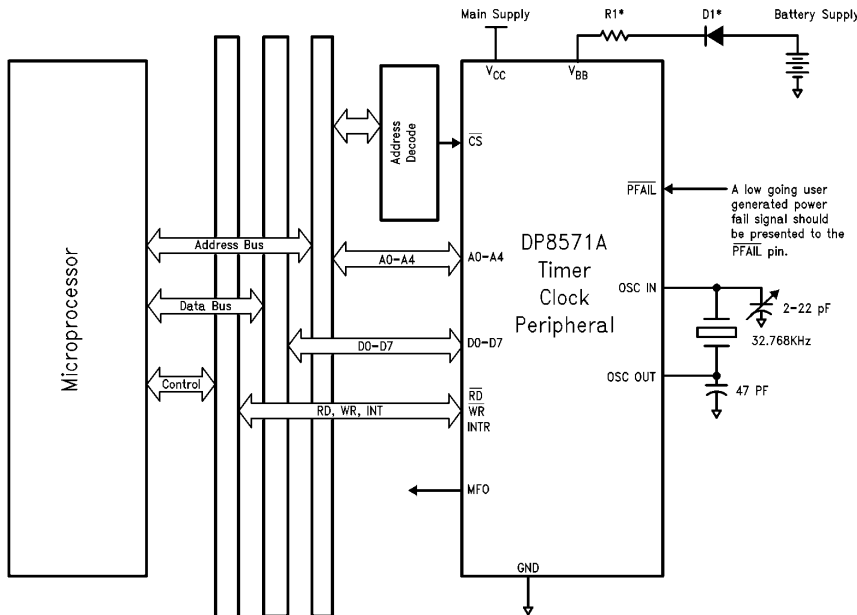 Main Supply
R1*
D1*
Battery Supply
VCC
VBB
Microprocessor
Address
Decode
CS
PFAIL
A low going user
generated power
fail signal should
be presented to the
PFAIL pin.
Address Bus
A0-A4
A0-A4
DP8571A
Timer
Clock
Peripheral
OSC IN
2-22 pF
Data Bus
32.768KHz
D0-D7
D0-D7
Control
OSC OUT
47 PF
RD, WR, INT
RD
WR
INTR
MFO
GND